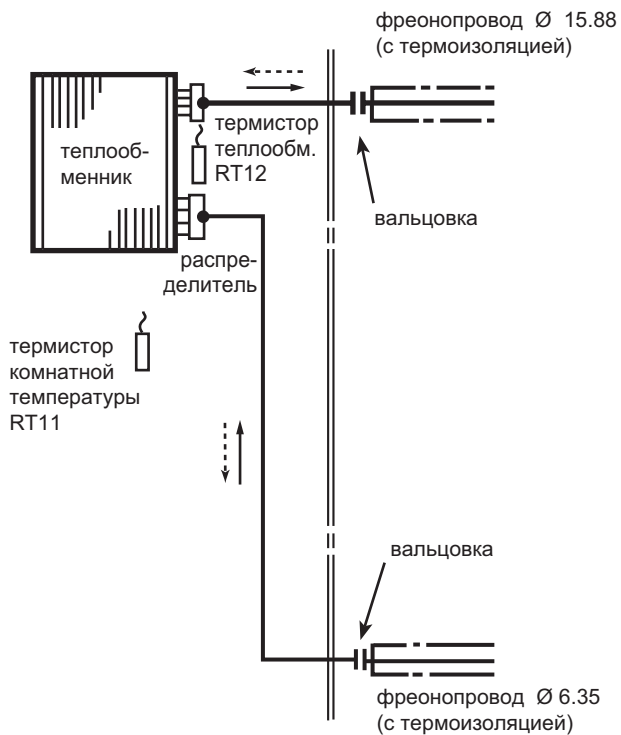 фреонопровод Ø 15.88
(с термоизоляцией)
термистор
теплообм.
RT12
теплооб-
менник
вальцовка
распре-
делитель
термистор
комнатной
температуры
RT11
вальцовка
фреонопровод Ø 6.35
(с термоизоляцией)